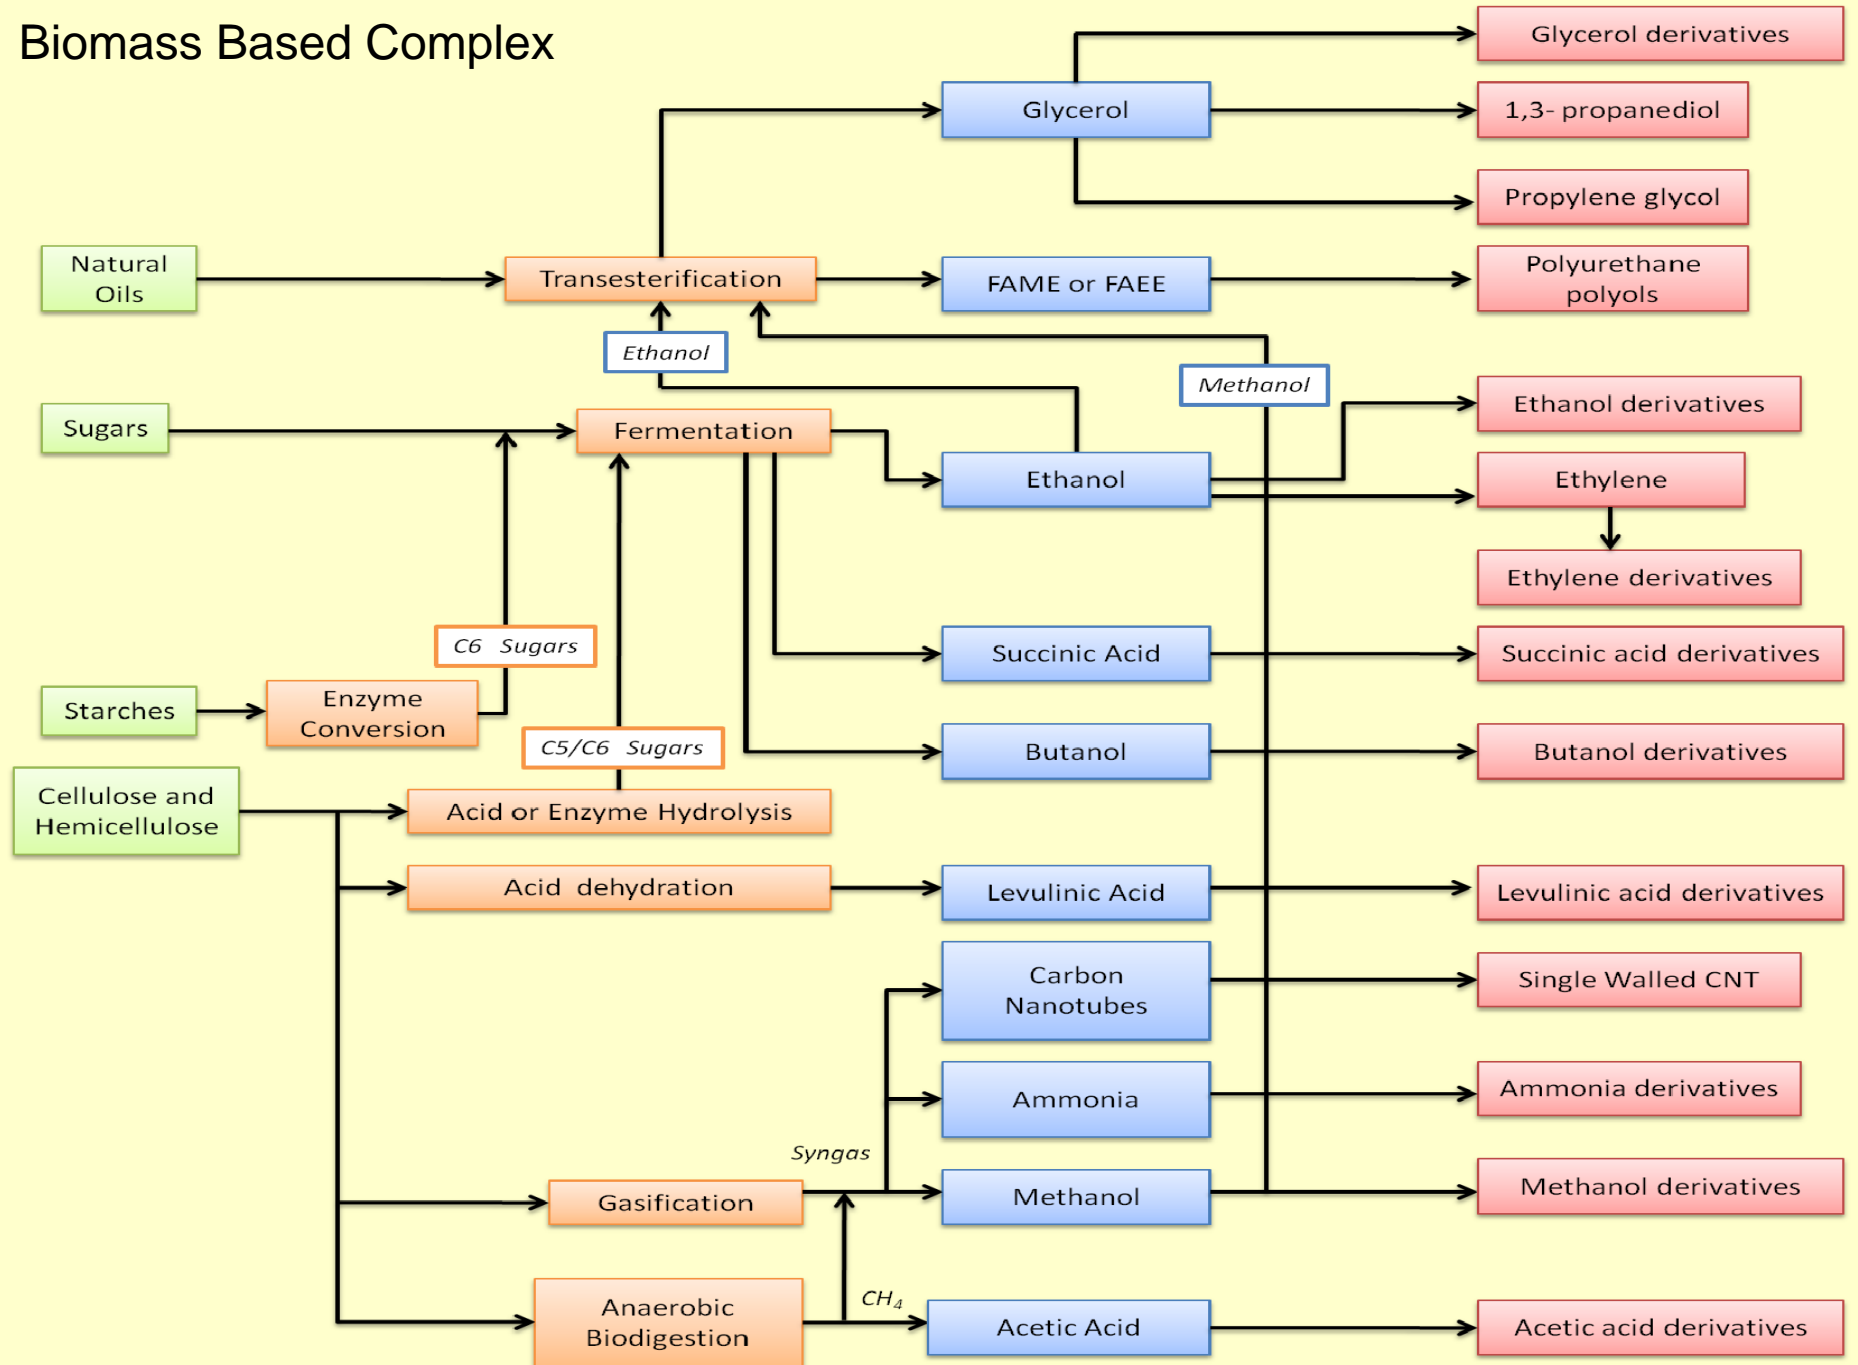 Biomass Based Complex
Glycerol derivatives
Glycerol
1,3- propanediol
Propylene glycol
Natural
Oils
Transesterification
FAME or FAEE
Polyurethane
polyols
Ethanol
Methanol
Ethanol derivatives
Sugars
Fermentation
Ethanol
Ethylene
Ethylene derivatives
C6 Sugars
Succinic Acid
Succinic acid derivatives
Starches
Enzyme
Conversion
C5/C6 Sugars
Butanol
Butanol derivatives
Cellulose and
Hemicellulose
Acid or Enzyme Hydrolysis
Acid dehydration
Levulinic Acid
Levulinic acid derivatives
Carbon
Nanotubes
Single Walled CNT
Ammonia
Ammonia derivatives
Syngas
Gasification
Methanol
Methanol derivatives
Anaerobic
Biodigestion
CH₄
Acetic Acid
Acetic acid derivatives